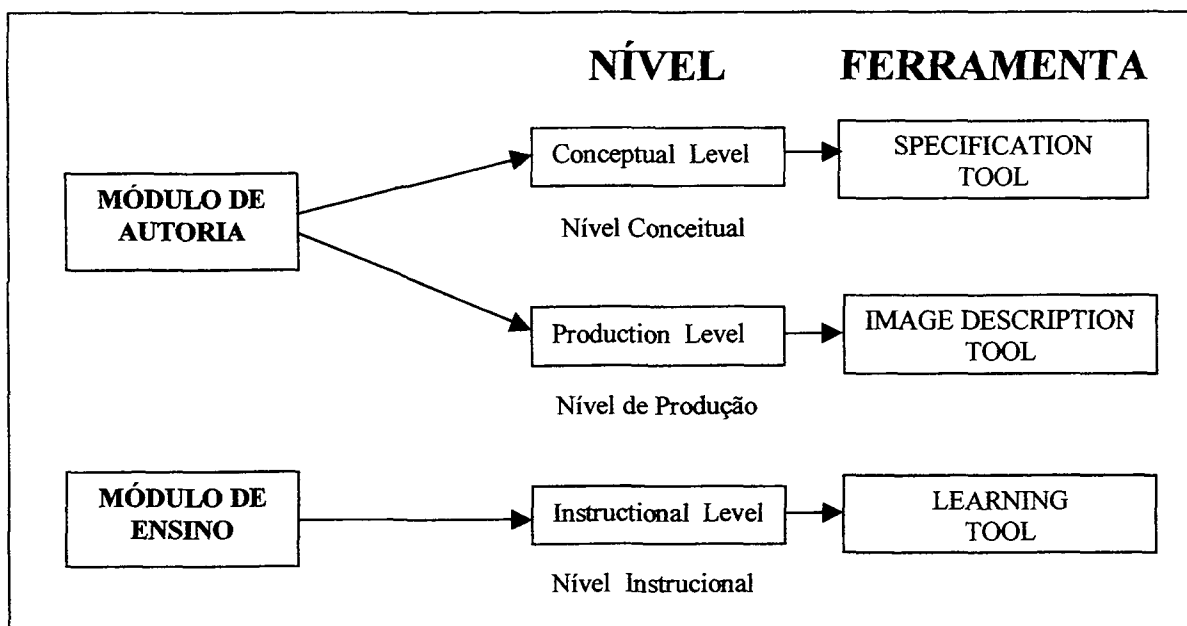 NÍVEL FERRAMENTA
MÓDULO DE
AUTORIA
Conceptual Level
Nível Conceitual
SPECIFICATION
TOOL
Production Level
Nível de Produção
IMAGE DESCRIPTION
TOOL
MÓDULO DE
ENSINO
Instructional Level
Nível Instrucional
LEARNING
TOOL